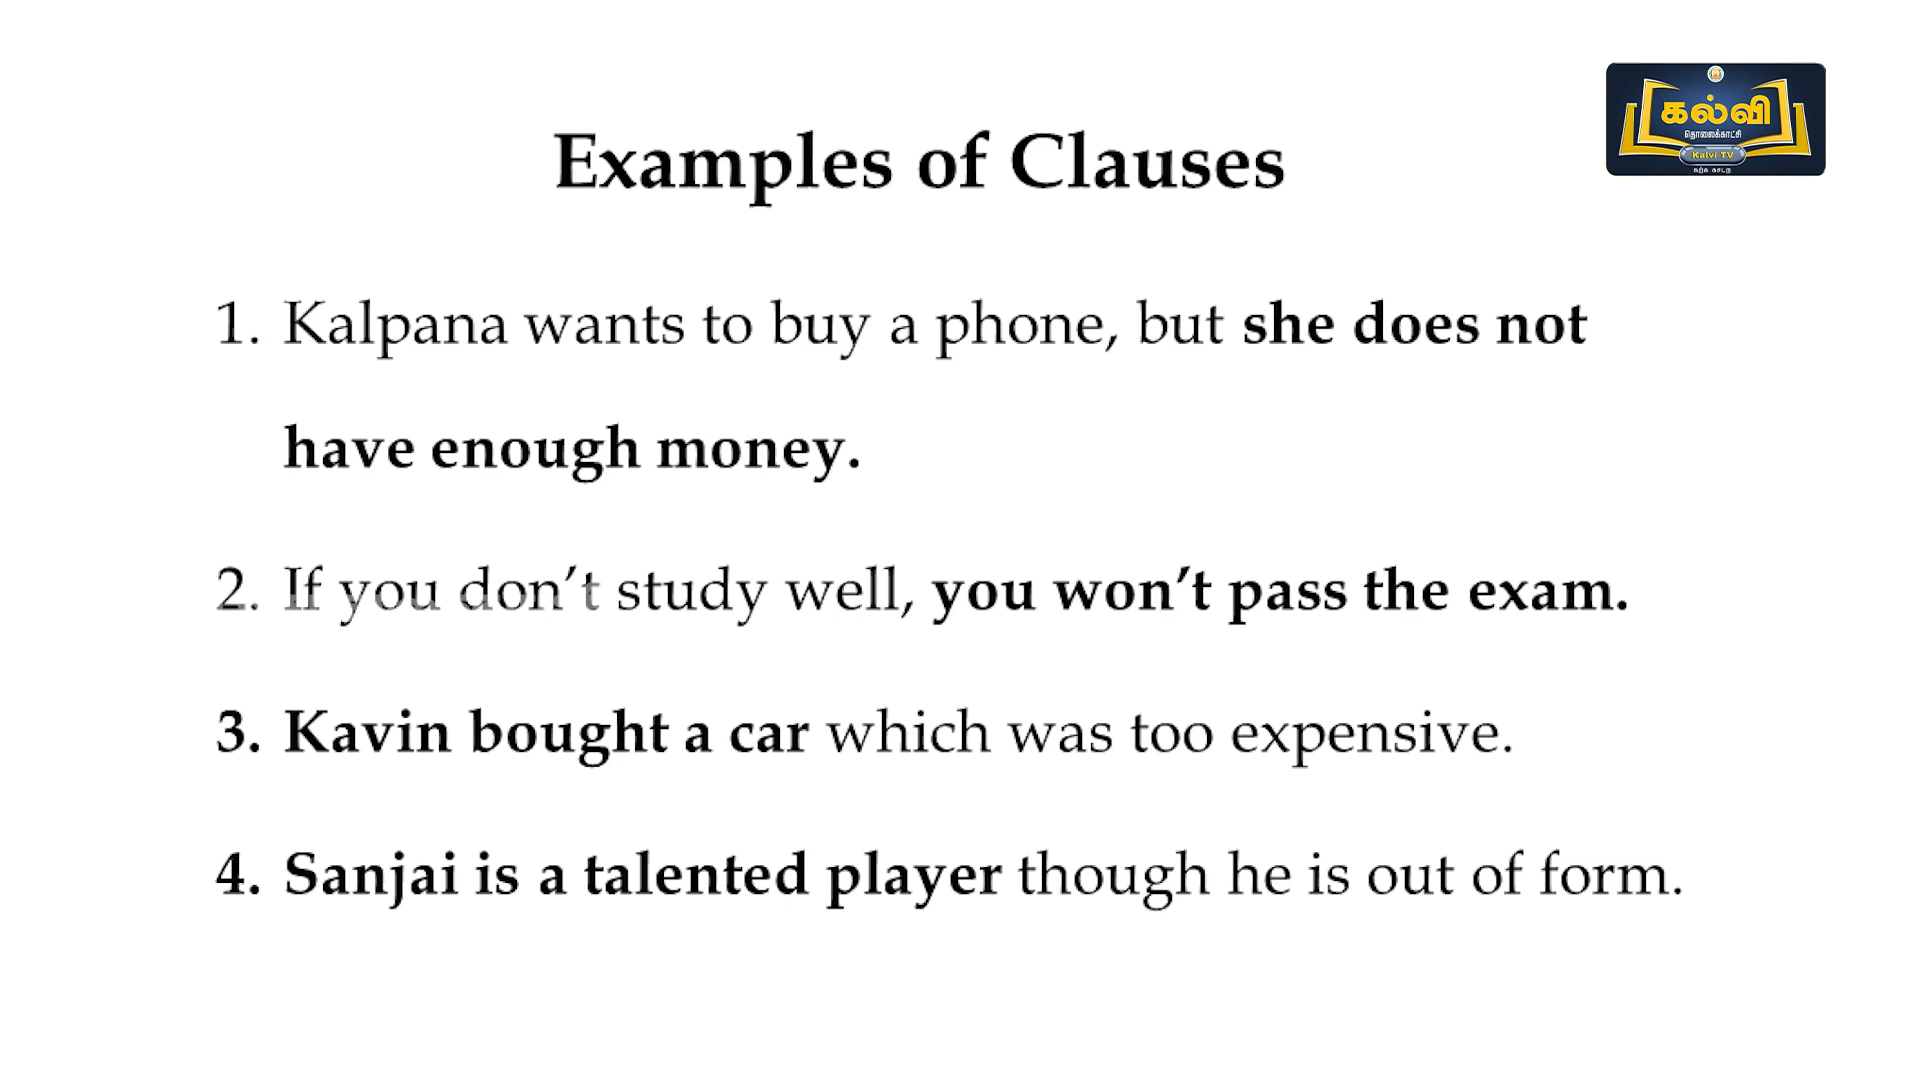 கல்வி
தொலைக்காட்சி
Kalvi TV
கற்க கசடற
Examples of Clauses
1. Kalpana wants to buy a phone, but she does not
have enough money.
2. If you don’t study well, you won’t pass the exam.
3. Kavin bought a car which was too expensive.
4. Sanjai is a talented player though he is out of form.